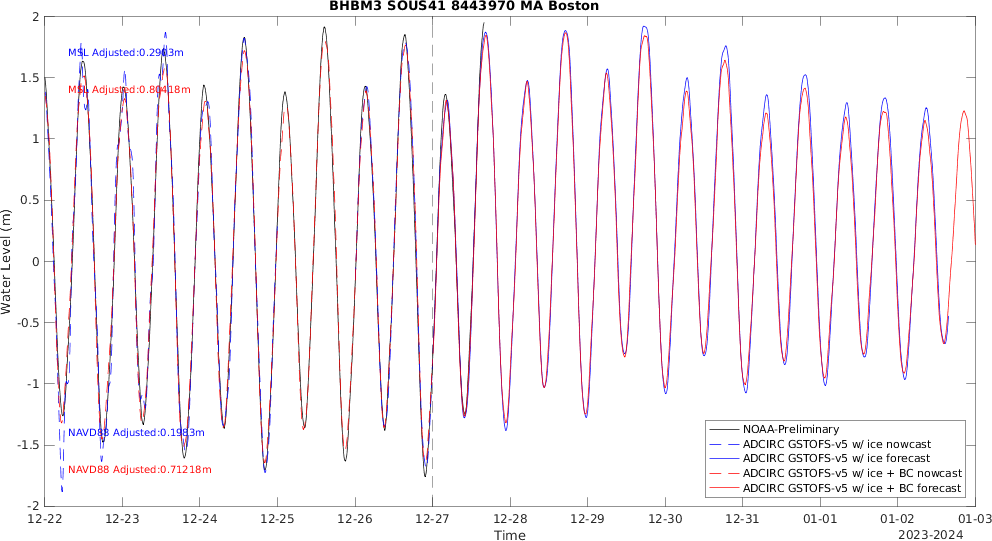 BHBM3 SOUS41 8443970 MA Boston
2
1.5
1
0.5
0
-0.5
-1
-1.5
-2
Water Level (m)
MSL Adjusted:0.2963m
MSL Adjusted:0.80418m
NAVD88 Adjusted:0.1983m
NAVD88 Adjusted:0.71218m
NOAA-Preliminary
ADCIRC GSTOFS-v5 w/ ice nowcast
ADCIRC GSTOFS-v5 w/ ice forecast
ADCIRC GSTOFS-v5 w/ ice + BC nowcast
ADCIRC GSTOFS-v5 w/ ice + BC forecast
12-22 12-23 12-24 12-25 12-26 12-27 12-28 12-29 12-30 12-31 01-01 01-02 01-03
Time
2023-2024